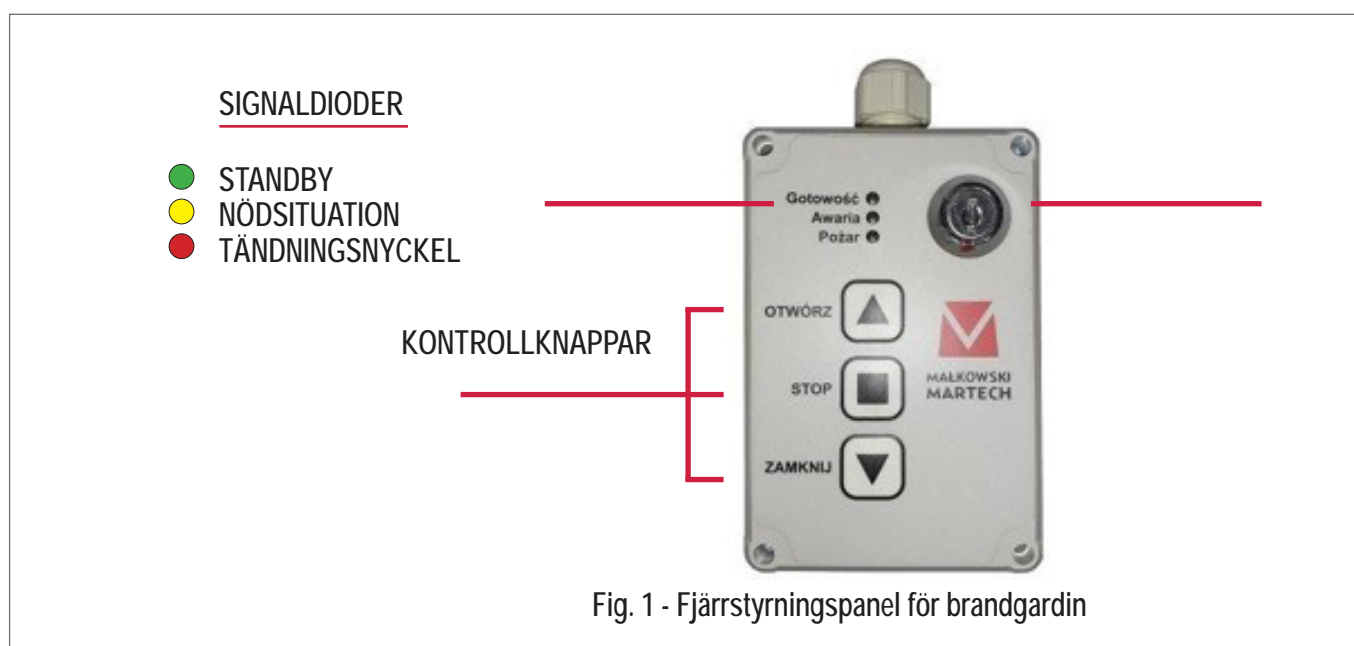 SIGNALDIODER
STANDBY
NÖDSITUATION
TÄNDNINGSNYCKEL
KONTROLLKNAPPAR
Gotowość
Awaria
Pożar
OTWÓRZ
STOP
ZAMKNIJ
MAŁKOWSKI
MARTECH
Fig. 1 - Fjärrstyrningspanel för brandgardin